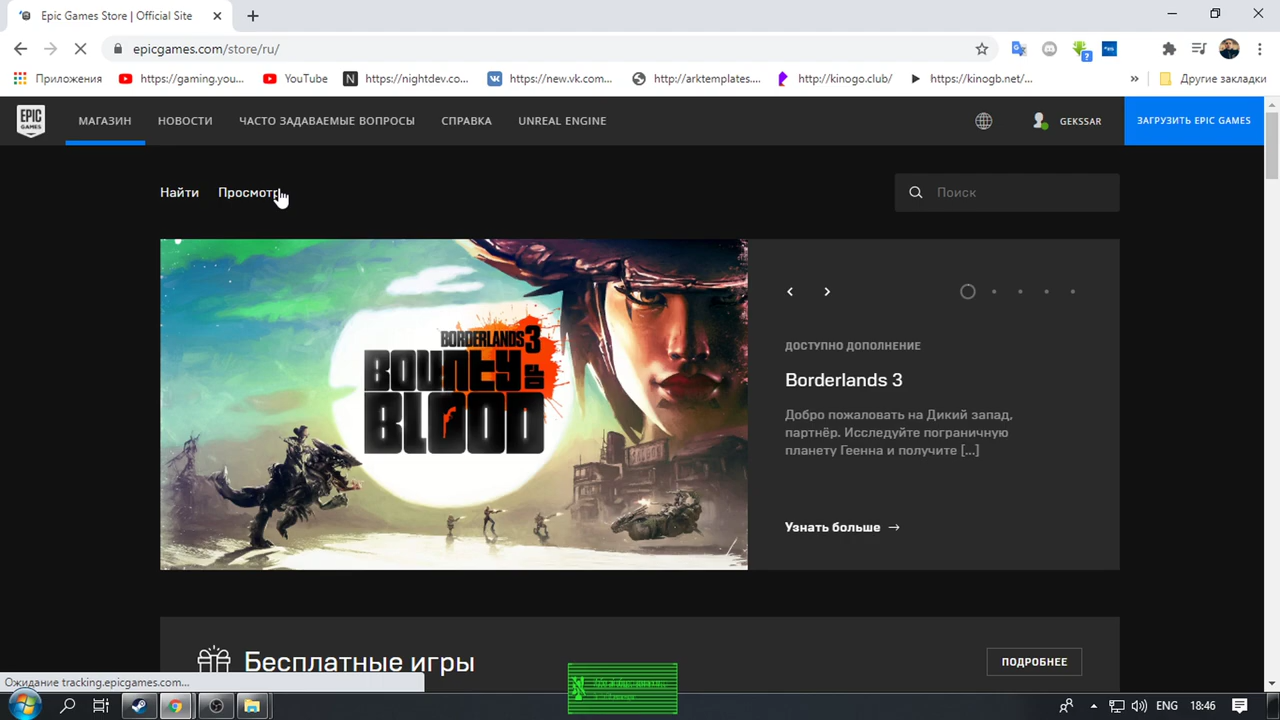 Epic Games Store | Official Site
epicgames.com/store/ru/
Приложения
https://gaming.you...
YouTube
https://nightdev.co...
https://new.vk.com...
http://arktemplates....
http://kinogo.club/
https://kinogb.net/...
»
Другие закладки
EPIC
GAMES
МАГАЗИН
НОВОСТИ
ЧАСТО ЗАДАВАЕМЫЕ ВОПРОСЫ
СПРАВКА
UNREAL ENGINE
GEKSSAR
ЗАГРУЗИТЬ EPIC GAMES
Найти
Просмотр
Поиск
BORDERLANDS 3
BOUNTY OF
BLOOD
ДОСТУПНО ДОПОЛНЕНИЕ
Borderlands 3
Добро пожаловать на Дикий запад,
партнёр. Исследуйте пограничную
планету Геенна и получите [...]
Узнать больше →
Бесплатные игры
ПОДРОБНЕЕ
Ожидание tracking.epicgames.com...
ENG
18:46